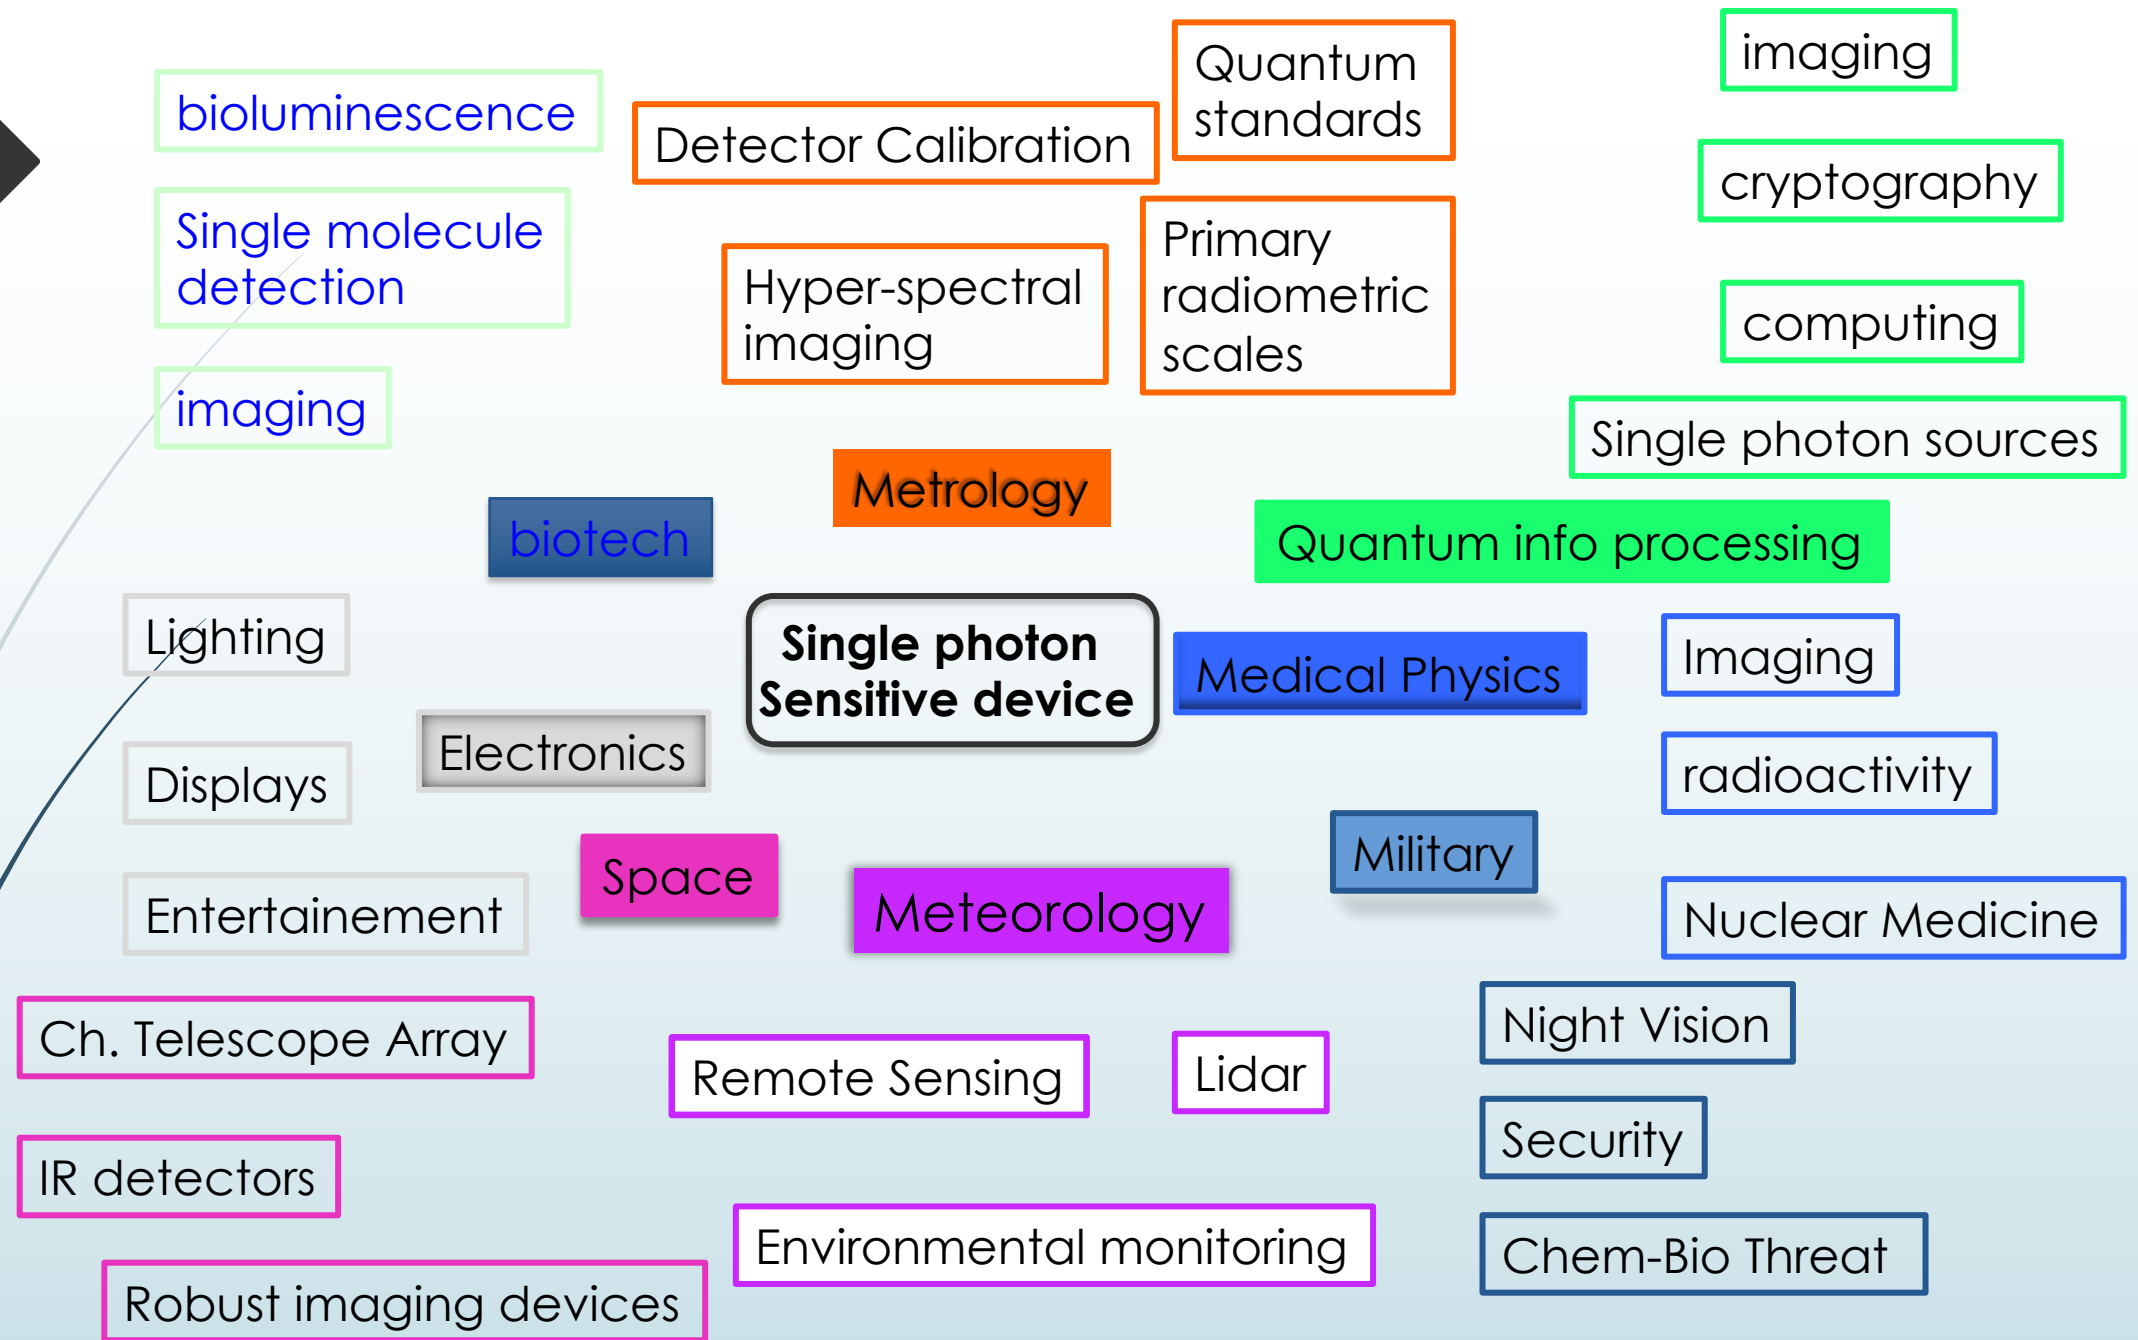 bioluminescence
Single molecule
detection
imaging
Detector Calibration
Quantum
standards
Hyper-spectral
imaging
Primary
radiometric
scales
imaging
cryptography
computing
Single photon sources
Metrology
biotech
Quantum info processing
Single photon
Sensitive device
Medical Physics
Imaging
radioactivity
Nuclear Medicine
Lighting
Displays
Entertainement
Electronics
Space
Meteorology
Military
Ch. Telescope Array
IR detectors
Robust imaging devices
Remote Sensing
Lidar
Environmental monitoring
Night Vision
Security
Chem-Bio Threat